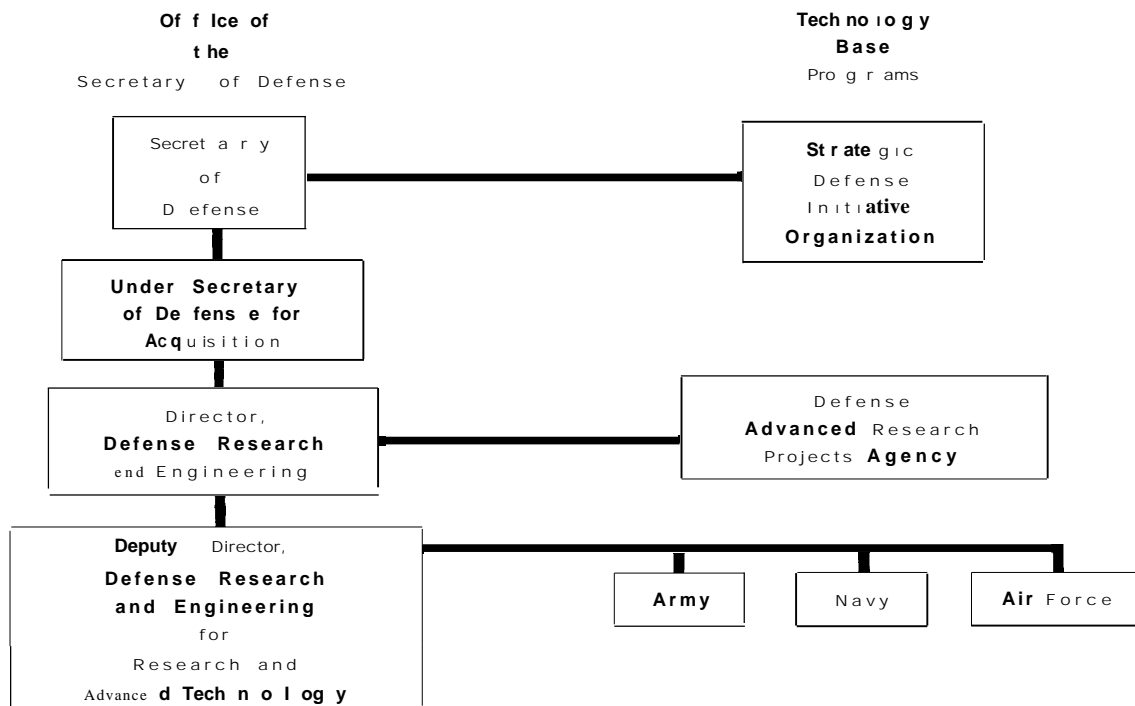 Office of
the
Secretary of Defense
Technology
Base
Programs
Secretary
of
Defense
Strategic
Defense
Initiative
Organization
Under Secretary
of Defense for
Acquisition
Director,
Defense Research
end Engineering
Defense
Advanced Research
Projects Agency
Deputy Director,
Defense Research
and Engineering
for
Research and
Advanced Technology
Army
Navy
Air Force